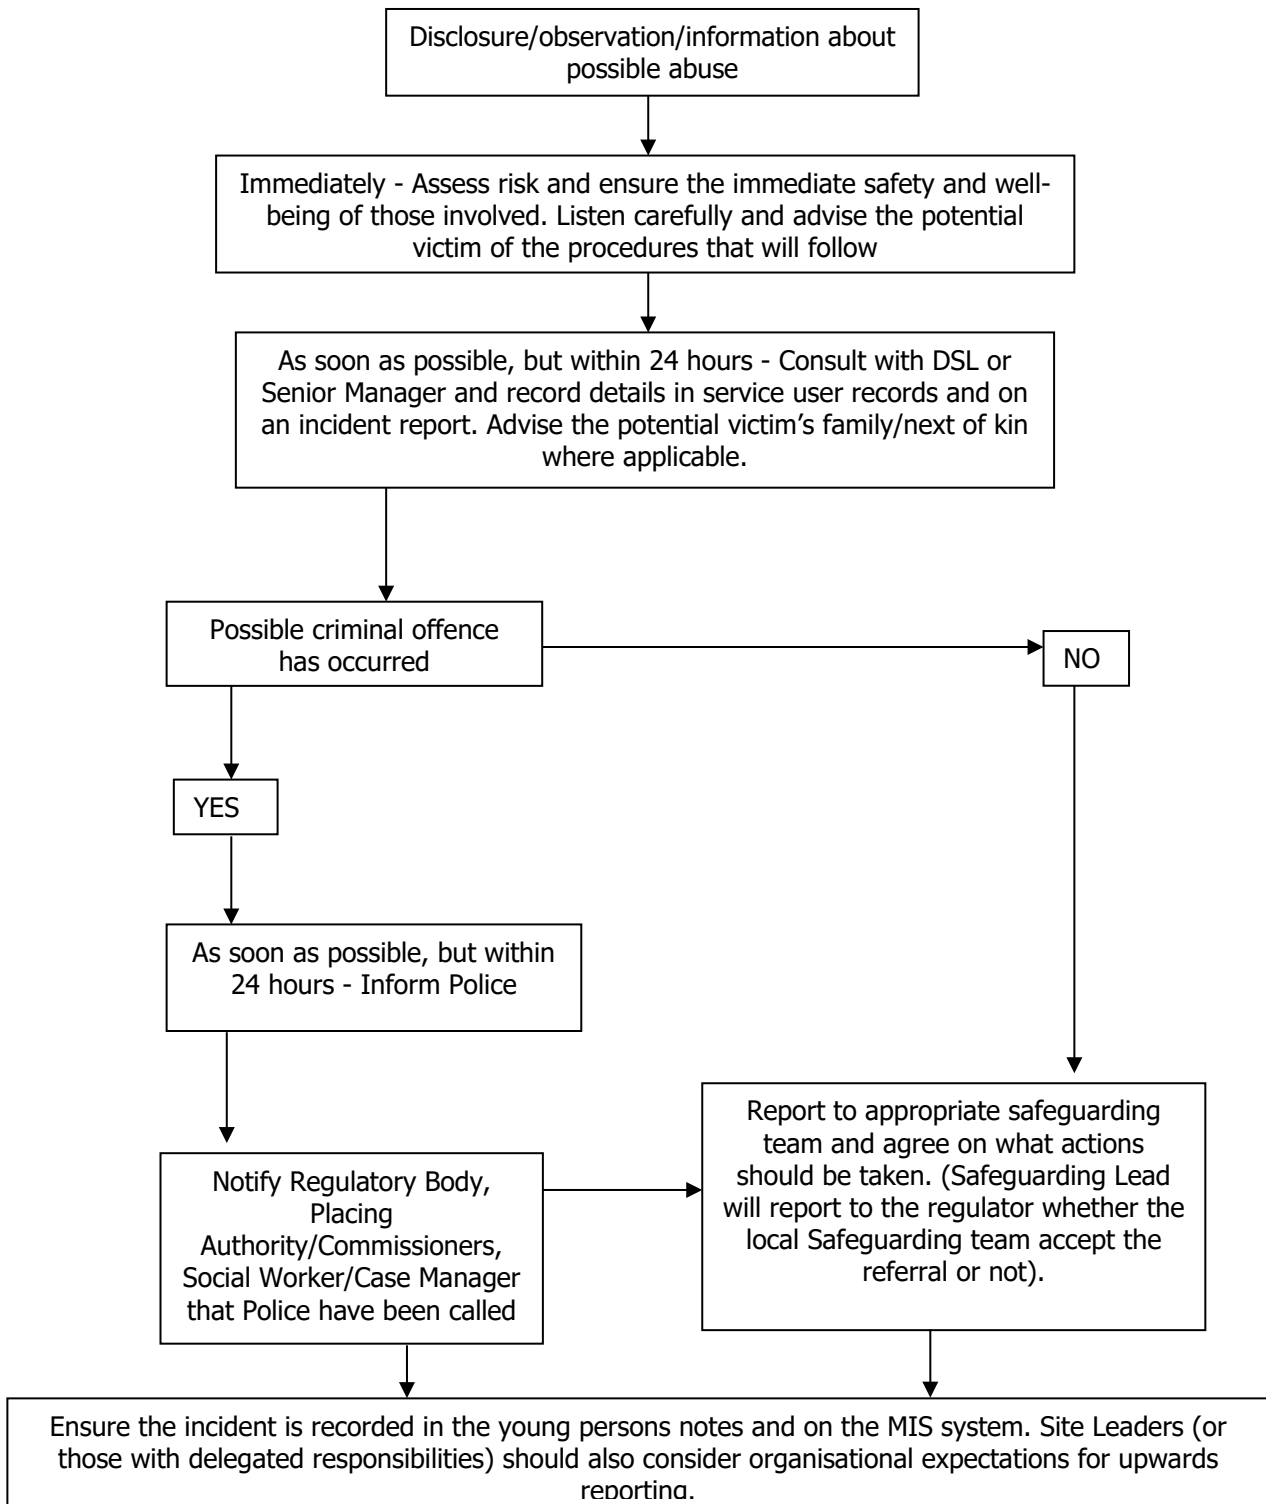 Disclosure/observation/information about
possible abuse
Immediately - Assess risk and ensure the immediate safety and well-
being of those involved. Listen carefully and advise the potential
victim of the procedures that will follow
As soon as possible, but within 24 hours - Consult with DSL or
Senior Manager and record details in service user records and on
an incident report. Advise the potential victim’s family/next of kin
where applicable.
Possible criminal offence
has occurred
NO
YES
As soon as possible, but within
24 hours - Inform Police
Notify Regulatory Body,
Placing
Authority/Commissioners,
Social Worker/Case Manager
that Police have been called
Report to appropriate safeguarding
team and agree on what actions
should be taken. (Safeguarding Lead
will report to the regulator whether the
local Safeguarding team accept the
referral or not).
Ensure the incident is recorded in the young persons notes and on the MIS system. Site Leaders (or
those with delegated responsibilities) should also consider organisational expectations for upwards
reporting.